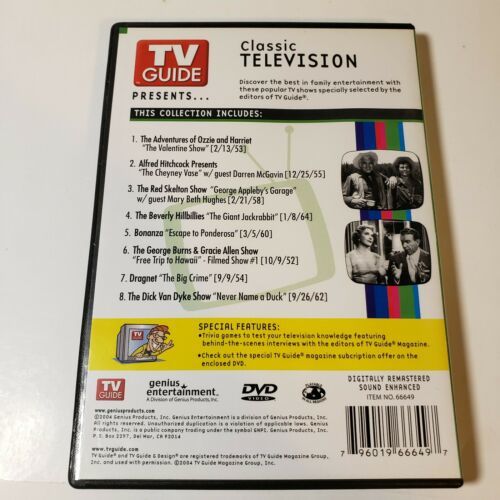 TV
GUIDE
PRESENTS...
Classic
TELEVISION
Discover the best in family entertainment with
these popular TV shows specially selected by the
editors of TV Guide®.
THIS COLLECTION INCLUDES:
1. The Adventures of Ozzie and Harriet
"The Valentine Show" [2/13/53]
2. Alfred Hitchcock Presents
"The Cheyney Vase" w/ guest Darren McGavin [12/25/55]
3. The Red Skelton Show "George Appleby's Garage"
w/ guest Mary Beth Hughes [2/21/58]
4. The Beverly Hillbillies "The Giant Jackrabbit" [1/8/64]
5. Bonanza "Escape to Ponderosa" [3/5/60]
6. The George Burns & Gracie Allen Show
"Free Trip to Hawaii" - Filmed Show #1 [10/9/52]
7. Dragnet "The Big Crime" [9/9/54]
8. The Dick Van Dyke Show "Never Name a Duck" [9/26/62]
SPECIAL FEATURES:
•Trivia games to test your television knowledge featuring
behind-the-scenes interviews with the editors of TV Guide® Magazine.
•Check out the special TV Guide® magazine subcription offer on the
enclosed DVD.
TV
GUIDE
genius
entertainment.
A Division of Genius Products, Inc.
DVD
VIDEO
DIGITALLY REMASTERED
SOUND ENHANCED
ITEM NO. 66649
www.geniusproducts.com
©2004 Genius Products, Inc. Genius Entertainment is a division of Genius Products, Inc.
All rights reserved. Unauthorized duplication is a violation of applicable laws. Genius
Products, Inc. is a public company trading under the symbol GNPI. Genius Products, Inc.
P.O. Box 2297, Del Mar, CA 92014
www.tvguide.com
TV Guide® and TV Guide & Design® are registered trademarks of TV Guide Magazine Group,
Inc. and used with permission. ©2004 TV Guide Magazine Group, Inc.
7 96019 66649 7